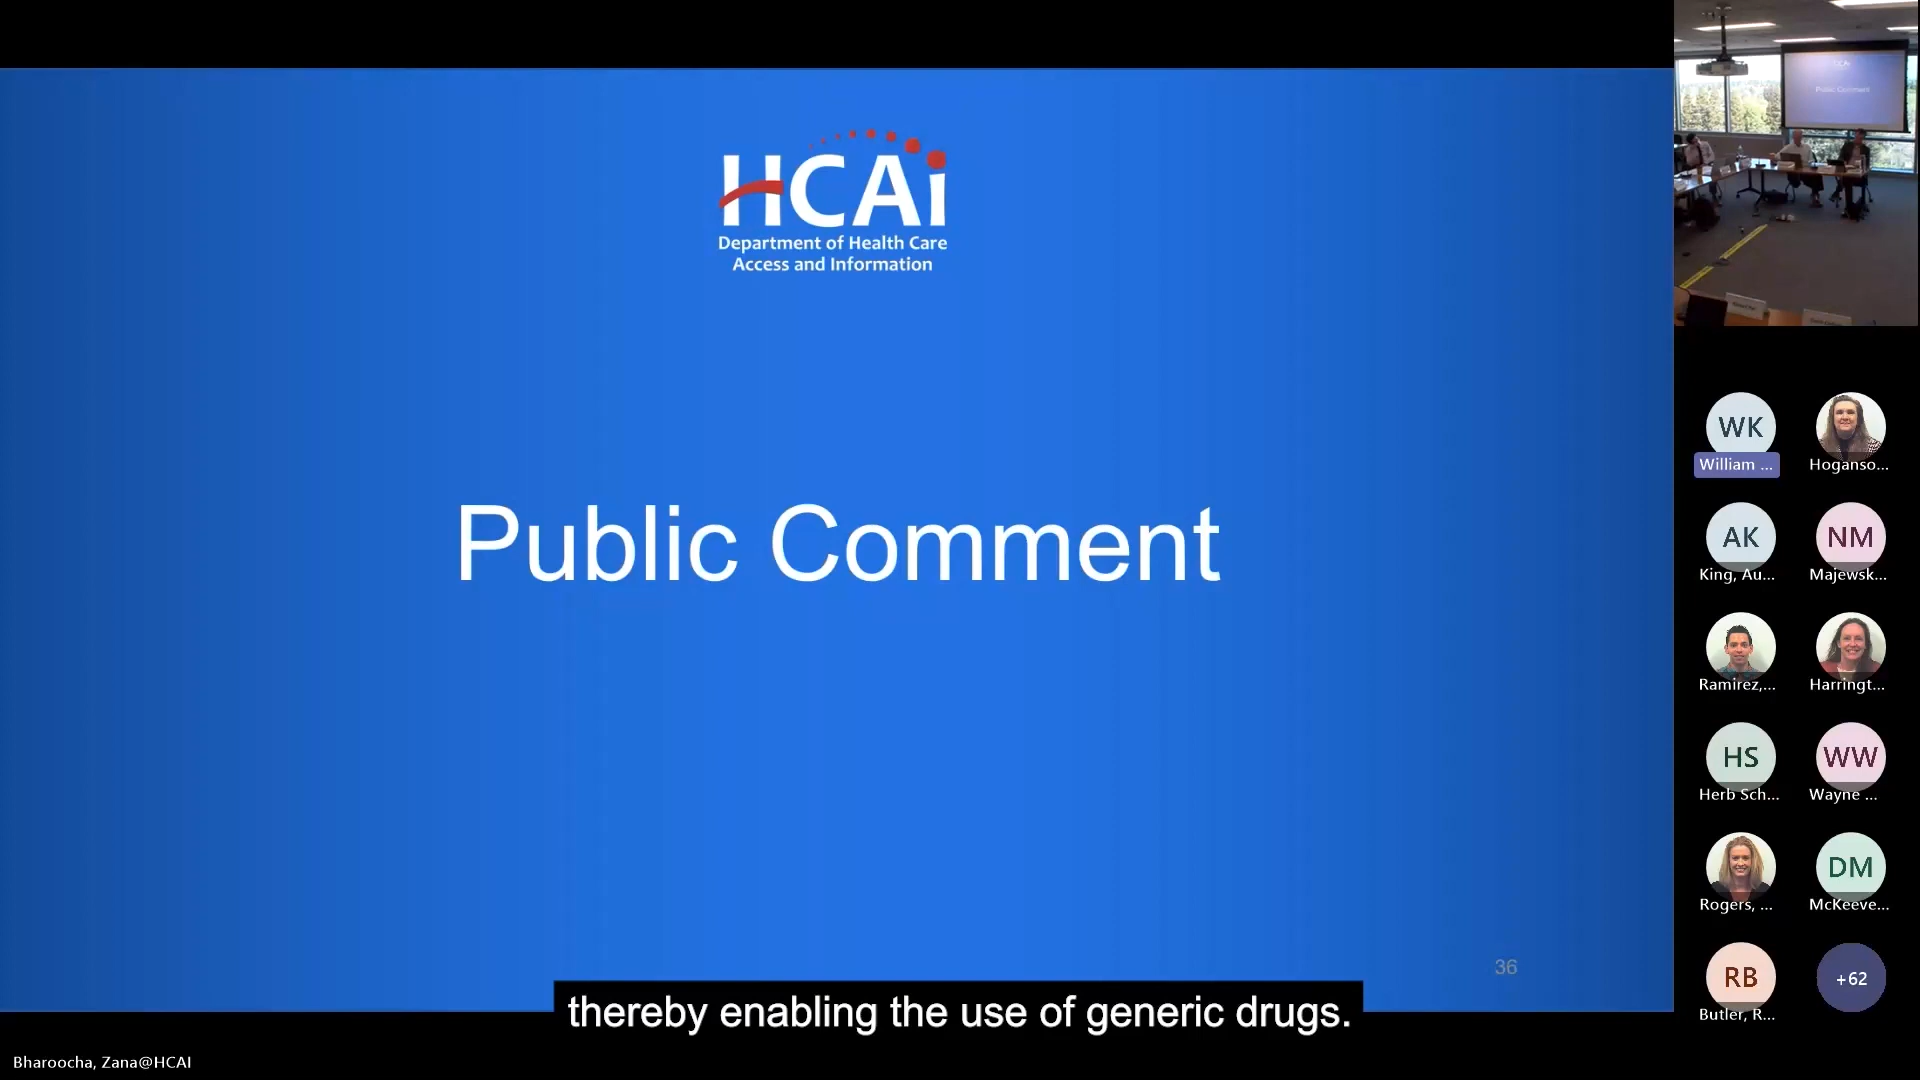 HCAi
Department of Health Care
Access and Information
Public Comment
36
thereby enabling the use of generic drugs.
Bharoocha, Zana@HCAI
Public Comment
WK
William ...
Hoganso...
AK
King, Au...
NM
Majewsk...
Ramirez,...
Harringt...
HS
Herb Sch...
WW
Wayne ...
Rogers, ...
DM
McKeeve...
RB
Butler, R...
+62